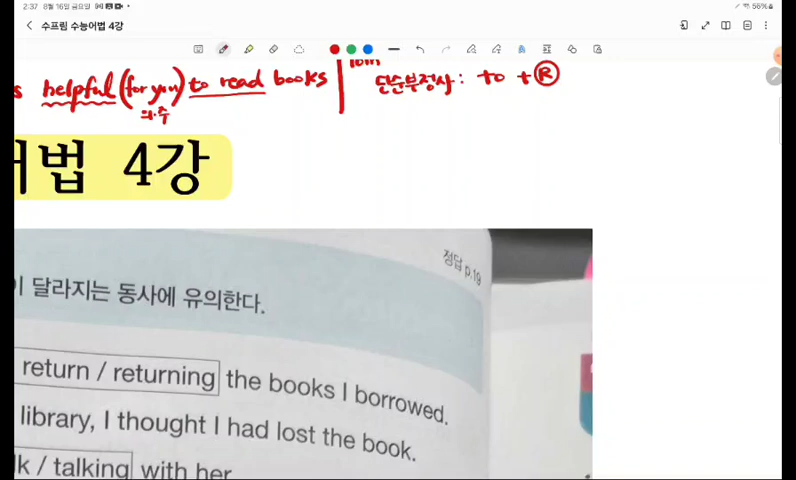 2:37 8월 16일 금요일
56%
수프림 수능어법 4강
s helpful (for you) to read books
의·주
단순부정사 : to + R
어법 4강
정답 p.19
이 달라지는 동사에 유의한다.
return / returning the books I borrowed.
library, I thought I had lost the book.
lk / talking with her